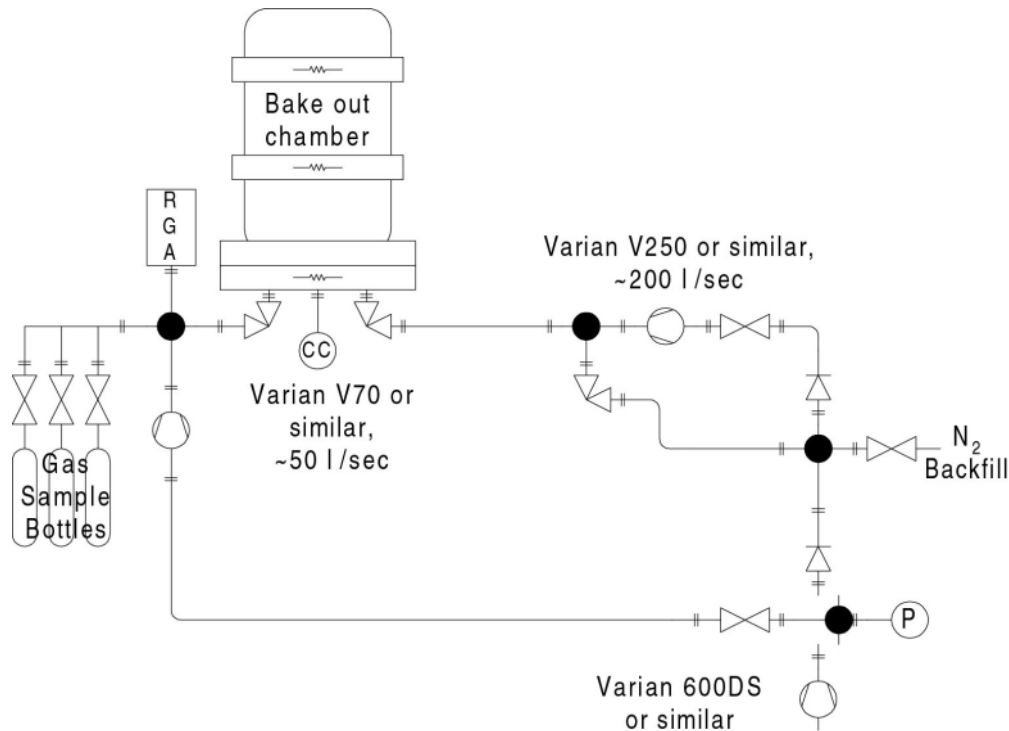 Bake out
chamber
R
G
A
Varian V250 or similar,
~200 l/sec
CC
Varian V70 or
similar,
~50 l/sec
N2
Backfill
Gas
Sample
Bottles
P
Varian 600DS
or similar